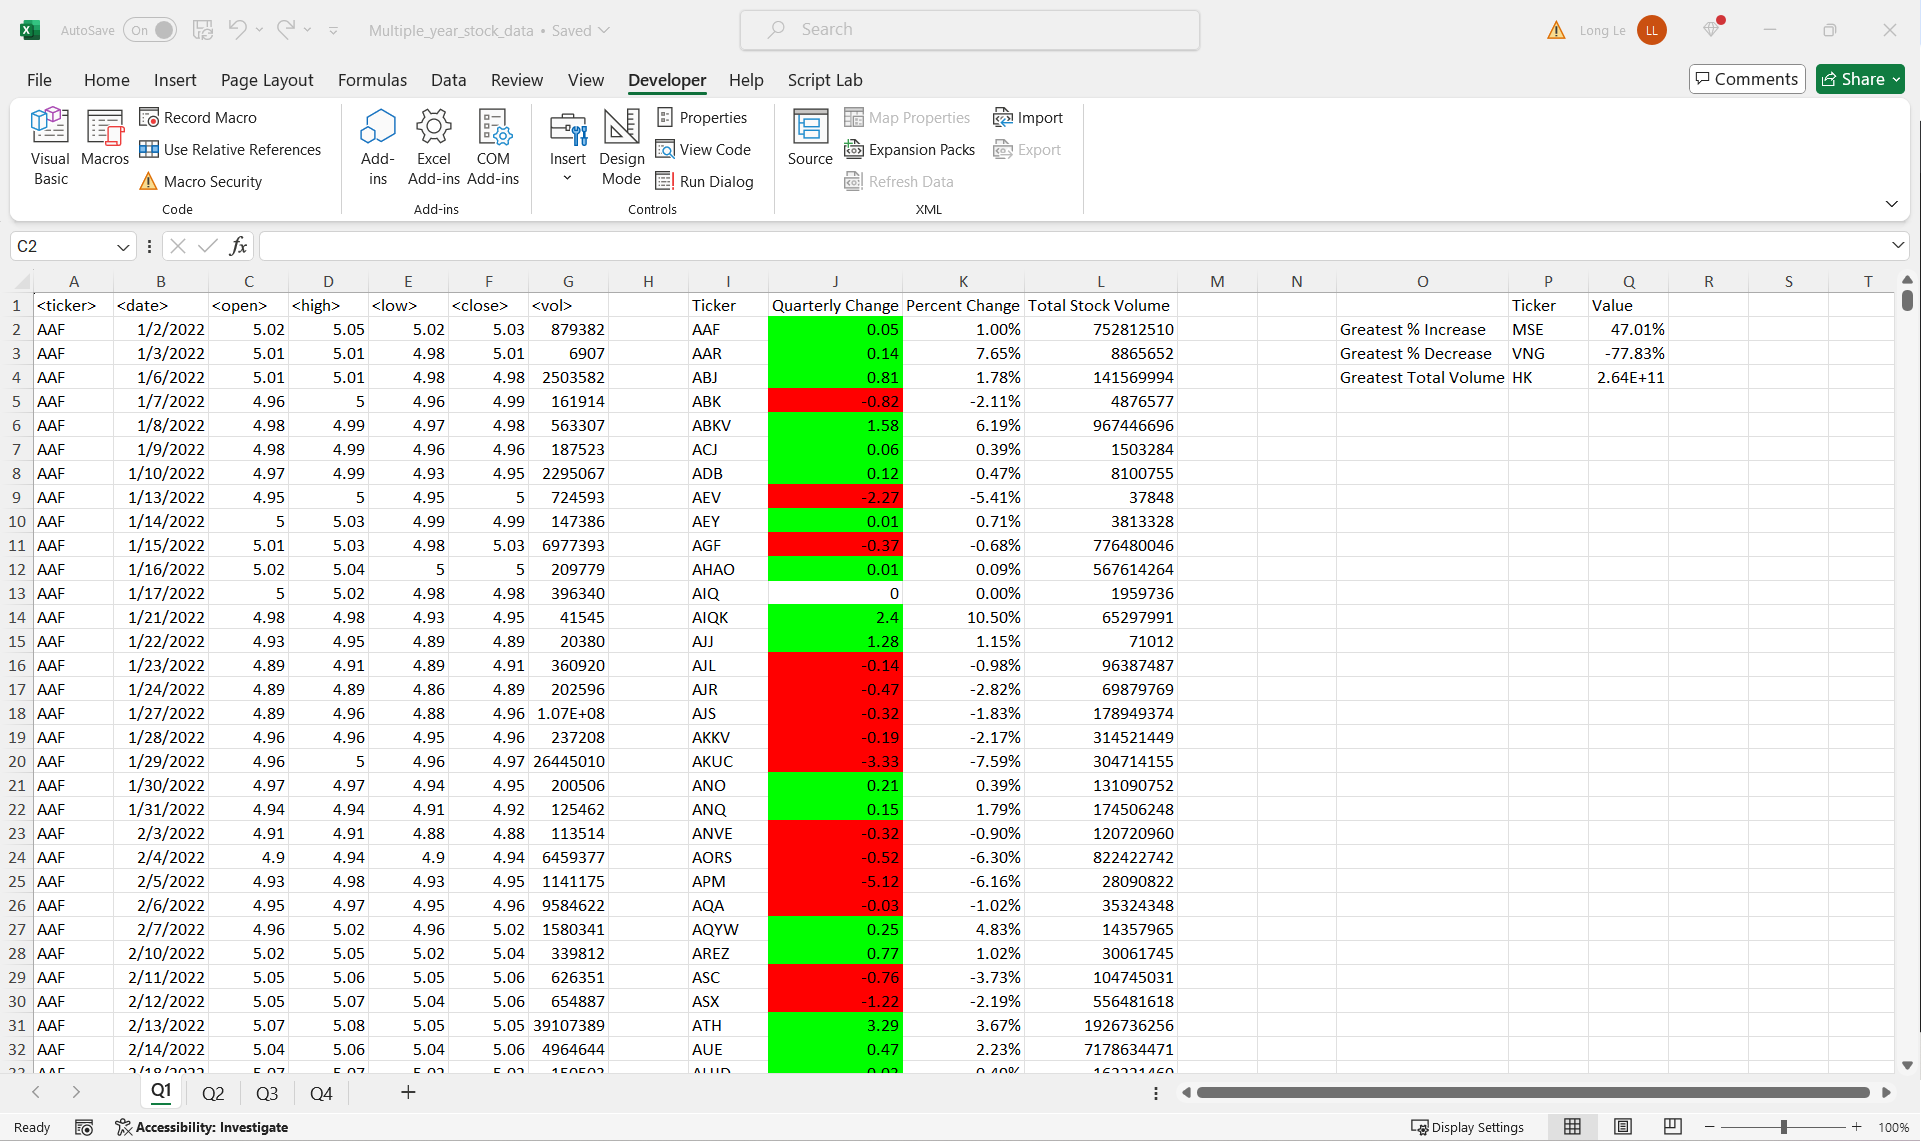 AutoSave On Multiple_year_stock_data • Saved Search Long Le LL
File Home Insert Page Layout Formulas Data Review View Developer Help Script Lab Comments Share
Visual Basic
Macros
Record Macro
Use Relative References
Macro Security
Code
Add-ins
Excel Add-ins
COM Add-ins
Add-ins
Insert
Design Mode
Properties
View Code
Run Dialog
Controls
Source
Map Properties
Expansion Packs
Refresh Data
Import
Export
XML
C2 fx
A B C D E F G H I J K L M N O P Q R S T
1 <ticker> <date> <open> <high> <low> <close> <vol> Ticker Quarterly Change Percent Change Total Stock Volume Ticker Value
2 AAF 1/2/2022 5.02 5.05 5.02 5.03 879382 AAF 0.05 1.00% 752812510 Greatest % Increase MSE 47.01%
3 AAF 1/3/2022 5.01 5.01 4.98 5.01 6907 AAR 0.14 7.65% 8865652 Greatest % Decrease VNG -77.83%
4 AAF 1/6/2022 5.01 5.01 4.98 4.98 2503582 ABJ 0.81 1.78% 141569994 Greatest Total Volume HK 2.64E+11
5 AAF 1/7/2022 4.96 5 4.96 4.99 161914 ABK -0.82 -2.11% 4876577
6 AAF 1/8/2022 4.98 4.99 4.97 4.98 563307 ABKV 1.58 6.19% 967446696
7 AAF 1/9/2022 4.98 4.99 4.96 4.96 187523 ACJ 0.06 0.39% 1503284
8 AAF 1/10/2022 4.97 4.99 4.93 4.95 2295067 ADB 0.12 0.47% 8100755
9 AAF 1/13/2022 4.95 5 4.95 5 724593 AEV -2.27 -5.41% 37848
10 AAF 1/14/2022 5 5.03 4.99 4.99 147386 AEY 0.01 0.71% 3813328
11 AAF 1/15/2022 5.01 5.03 4.98 5.03 6977393 AGF -0.37 -0.68% 776480046
12 AAF 1/16/2022 5.02 5.04 5 5 209779 AHAO 0.01 0.09% 567614264
13 AAF 1/17/2022 5 5.02 4.98 4.98 396340 AIQ 0 0.00% 1959736
14 AAF 1/21/2022 4.98 4.98 4.93 4.95 41545 AIQK 2.4 10.50% 65297991
15 AAF 1/22/2022 4.93 4.95 4.89 4.89 20380 AJJ 1.28 1.15% 71012
16 AAF 1/23/2022 4.89 4.91 4.89 4.91 360920 AJL -0.14 -0.98% 96387487
17 AAF 1/24/2022 4.89 4.89 4.86 4.89 202596 AJR -0.47 -2.82% 69879769
18 AAF 1/27/2022 4.89 4.96 4.88 4.96 1.07E+08 AJS -0.32 -1.83% 178949374
19 AAF 1/28/2022 4.96 4.96 4.95 4.96 237208 AKKV -0.19 -2.17% 314521449
20 AAF 1/29/2022 4.96 5 4.96 4.97 26445010 AKUC -3.33 -7.59% 304714155
21 AAF 1/30/2022 4.97 4.97 4.94 4.95 200506 ANO 0.21 0.39% 131090752
22 AAF 1/31/2022 4.94 4.94 4.91 4.92 125462 ANQ 0.15 1.79% 174506248
23 AAF 2/3/2022 4.91 4.91 4.88 4.88 113514 ANVE -0.32 -0.90% 120720960
24 AAF 2/4/2022 4.9 4.94 4.9 4.94 6459377 AORS -0.52 -6.30% 822422742
25 AAF 2/5/2022 4.93 4.98 4.93 4.95 1141175 APM -5.12 -6.16% 28090822
26 AAF 2/6/2022 4.95 4.97 4.95 4.96 9584622 AQA -0.03 -1.02% 35324348
27 AAF 2/7/2022 4.96 5.02 4.96 5.02 1580341 AQYW 0.25 4.83% 14357965
28 AAF 2/10/2022 5.02 5.05 5.02 5.04 339812 AREZ 0.77 1.02% 30061745
29 AAF 2/11/2022 5.05 5.06 5.05 5.06 626351 ASC -0.76 -3.73% 104745031
30 AAF 2/12/2022 5.05 5.07 5.04 5.06 654887 ASX -1.22 -2.19% 556481618
31 AAF 2/13/2022 5.07 5.08 5.05 5.05 39107389 ATH 3.29 3.67% 1926736256
32 AAF 2/14/2022 5.04 5.06 5.04 5.06 4964644 AUE 0.47 2.23% 7178634471
Q1 Q2 Q3 Q4
Ready Accessibility: Investigate Display Settings 100%